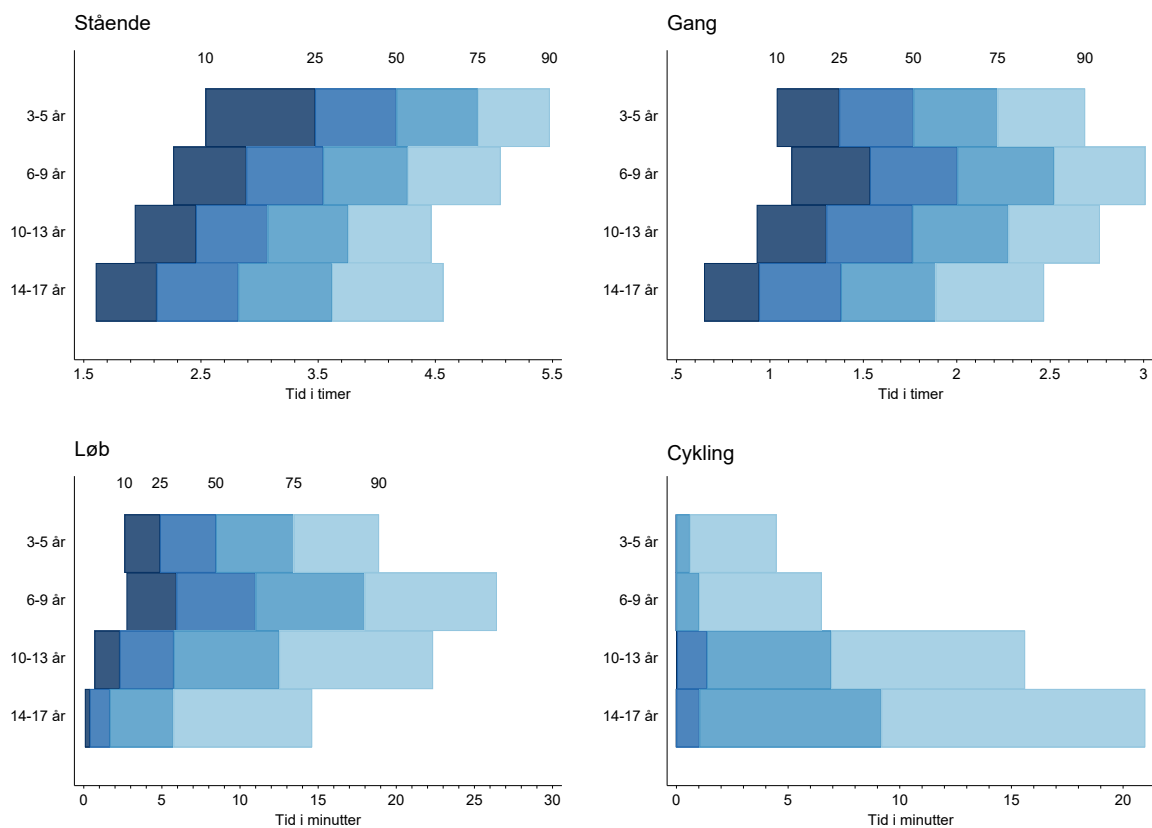 Stående
10 25 50 75 90
3-5 år
6-9 år
10-13 år
14-17 år
1.5 2.5 3.5 4.5 5.5
Tid i timer
Gang
10 25 50 75 90
3-5 år
6-9 år
10-13 år
14-17 år
.5 1 1.5 2 2.5 3
Tid i timer
Løb
10 25 50 75 90
3-5 år
6-9 år
10-13 år
14-17 år
0 5 10 15 20 25 30
Tid i minutter
Cykling
3-5 år
6-9 år
10-13 år
14-17 år
0 5 10 15 20
Tid i minutter